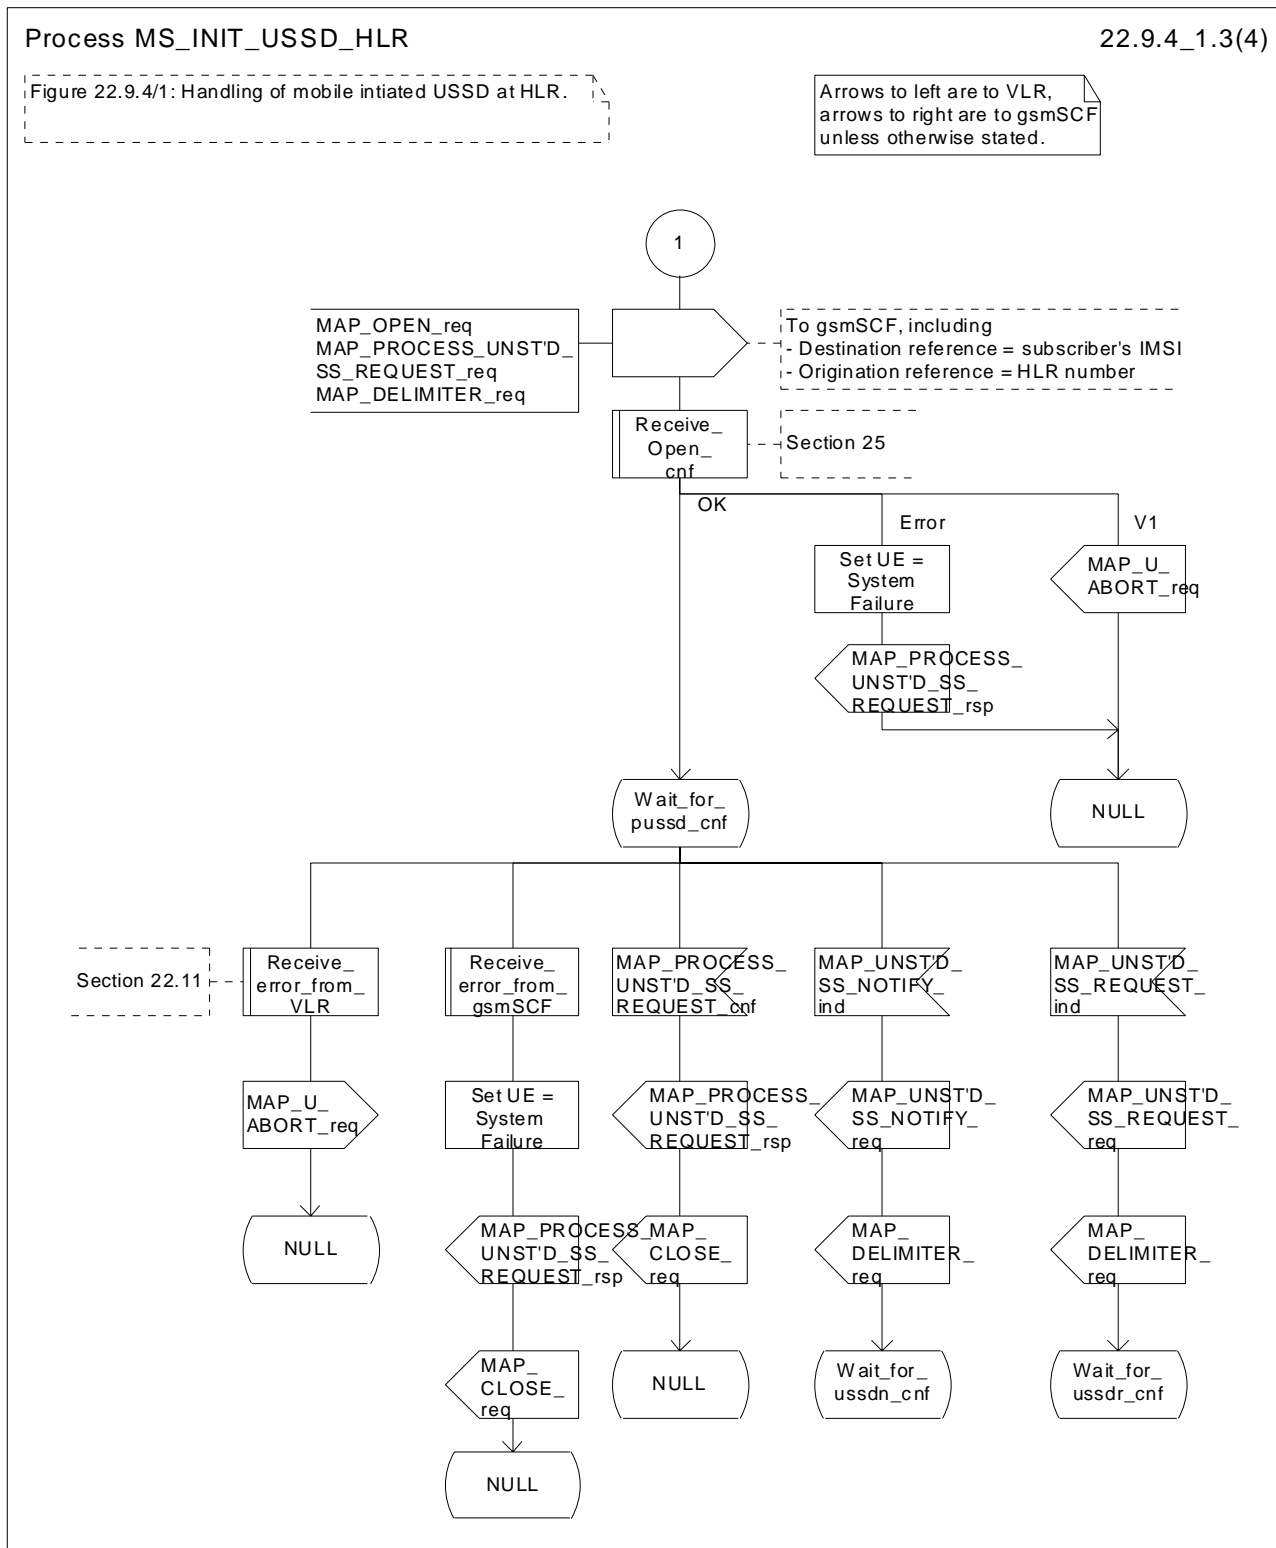 Process MS_INIT_USSD_HLR
22.9.4_1.3(4)
Figure 22.9.4/1: Handling of mobile intiated USSD at HLR.
Arrows to left are to VLR,
arrows to right are to gsmSCF
unless otherwise stated.
1
MAP_OPEN_req
MAP_PROCESS_UNST'D_
SS_REQUEST_req
MAP_DELIMITER_req
To gsmSCF, including
- Destination reference = subscriber's IMSI
- Origination reference = HLR number
Receive_
Open_
cnf
Section 25
OK
Error
V1
Set UE =
System
Failure
MAP_U_
ABORT_req
MAP_PROCESS_
UNST'D_SS_
REQUEST_rsp
Wait_for_
pussd_cnf
NULL
Section 22.11
Receive_
error_from_
VLR
Receive_
error_from_
gsmSCF
MAP_PROCESS_
UNST'D_SS_
REQUEST_cnf
MAP_UNST'D_
SS_NOTIFY_
ind
MAP_UNST'D_
SS_REQUEST_
ind
MAP_U_
ABORT_req
Set UE =
System
Failure
MAP_PROCESS_
UNST'D_SS_
REQUEST_rsp
MAP_UNST'D_
SS_NOTIFY_
req
MAP_UNST'D_
SS_REQUEST_
req
NULL
MAP_PROCESS_
UNST'D_SS_
REQUEST_rsp
MAP_
CLOSE_
req
MAP_
DELIMITER_
req
MAP_
DELIMITER_
req
MAP_
CLOSE_
req
NULL
Wait_for_
ussdn_cnf
Wait_for_
ussdr_cnf
NULL